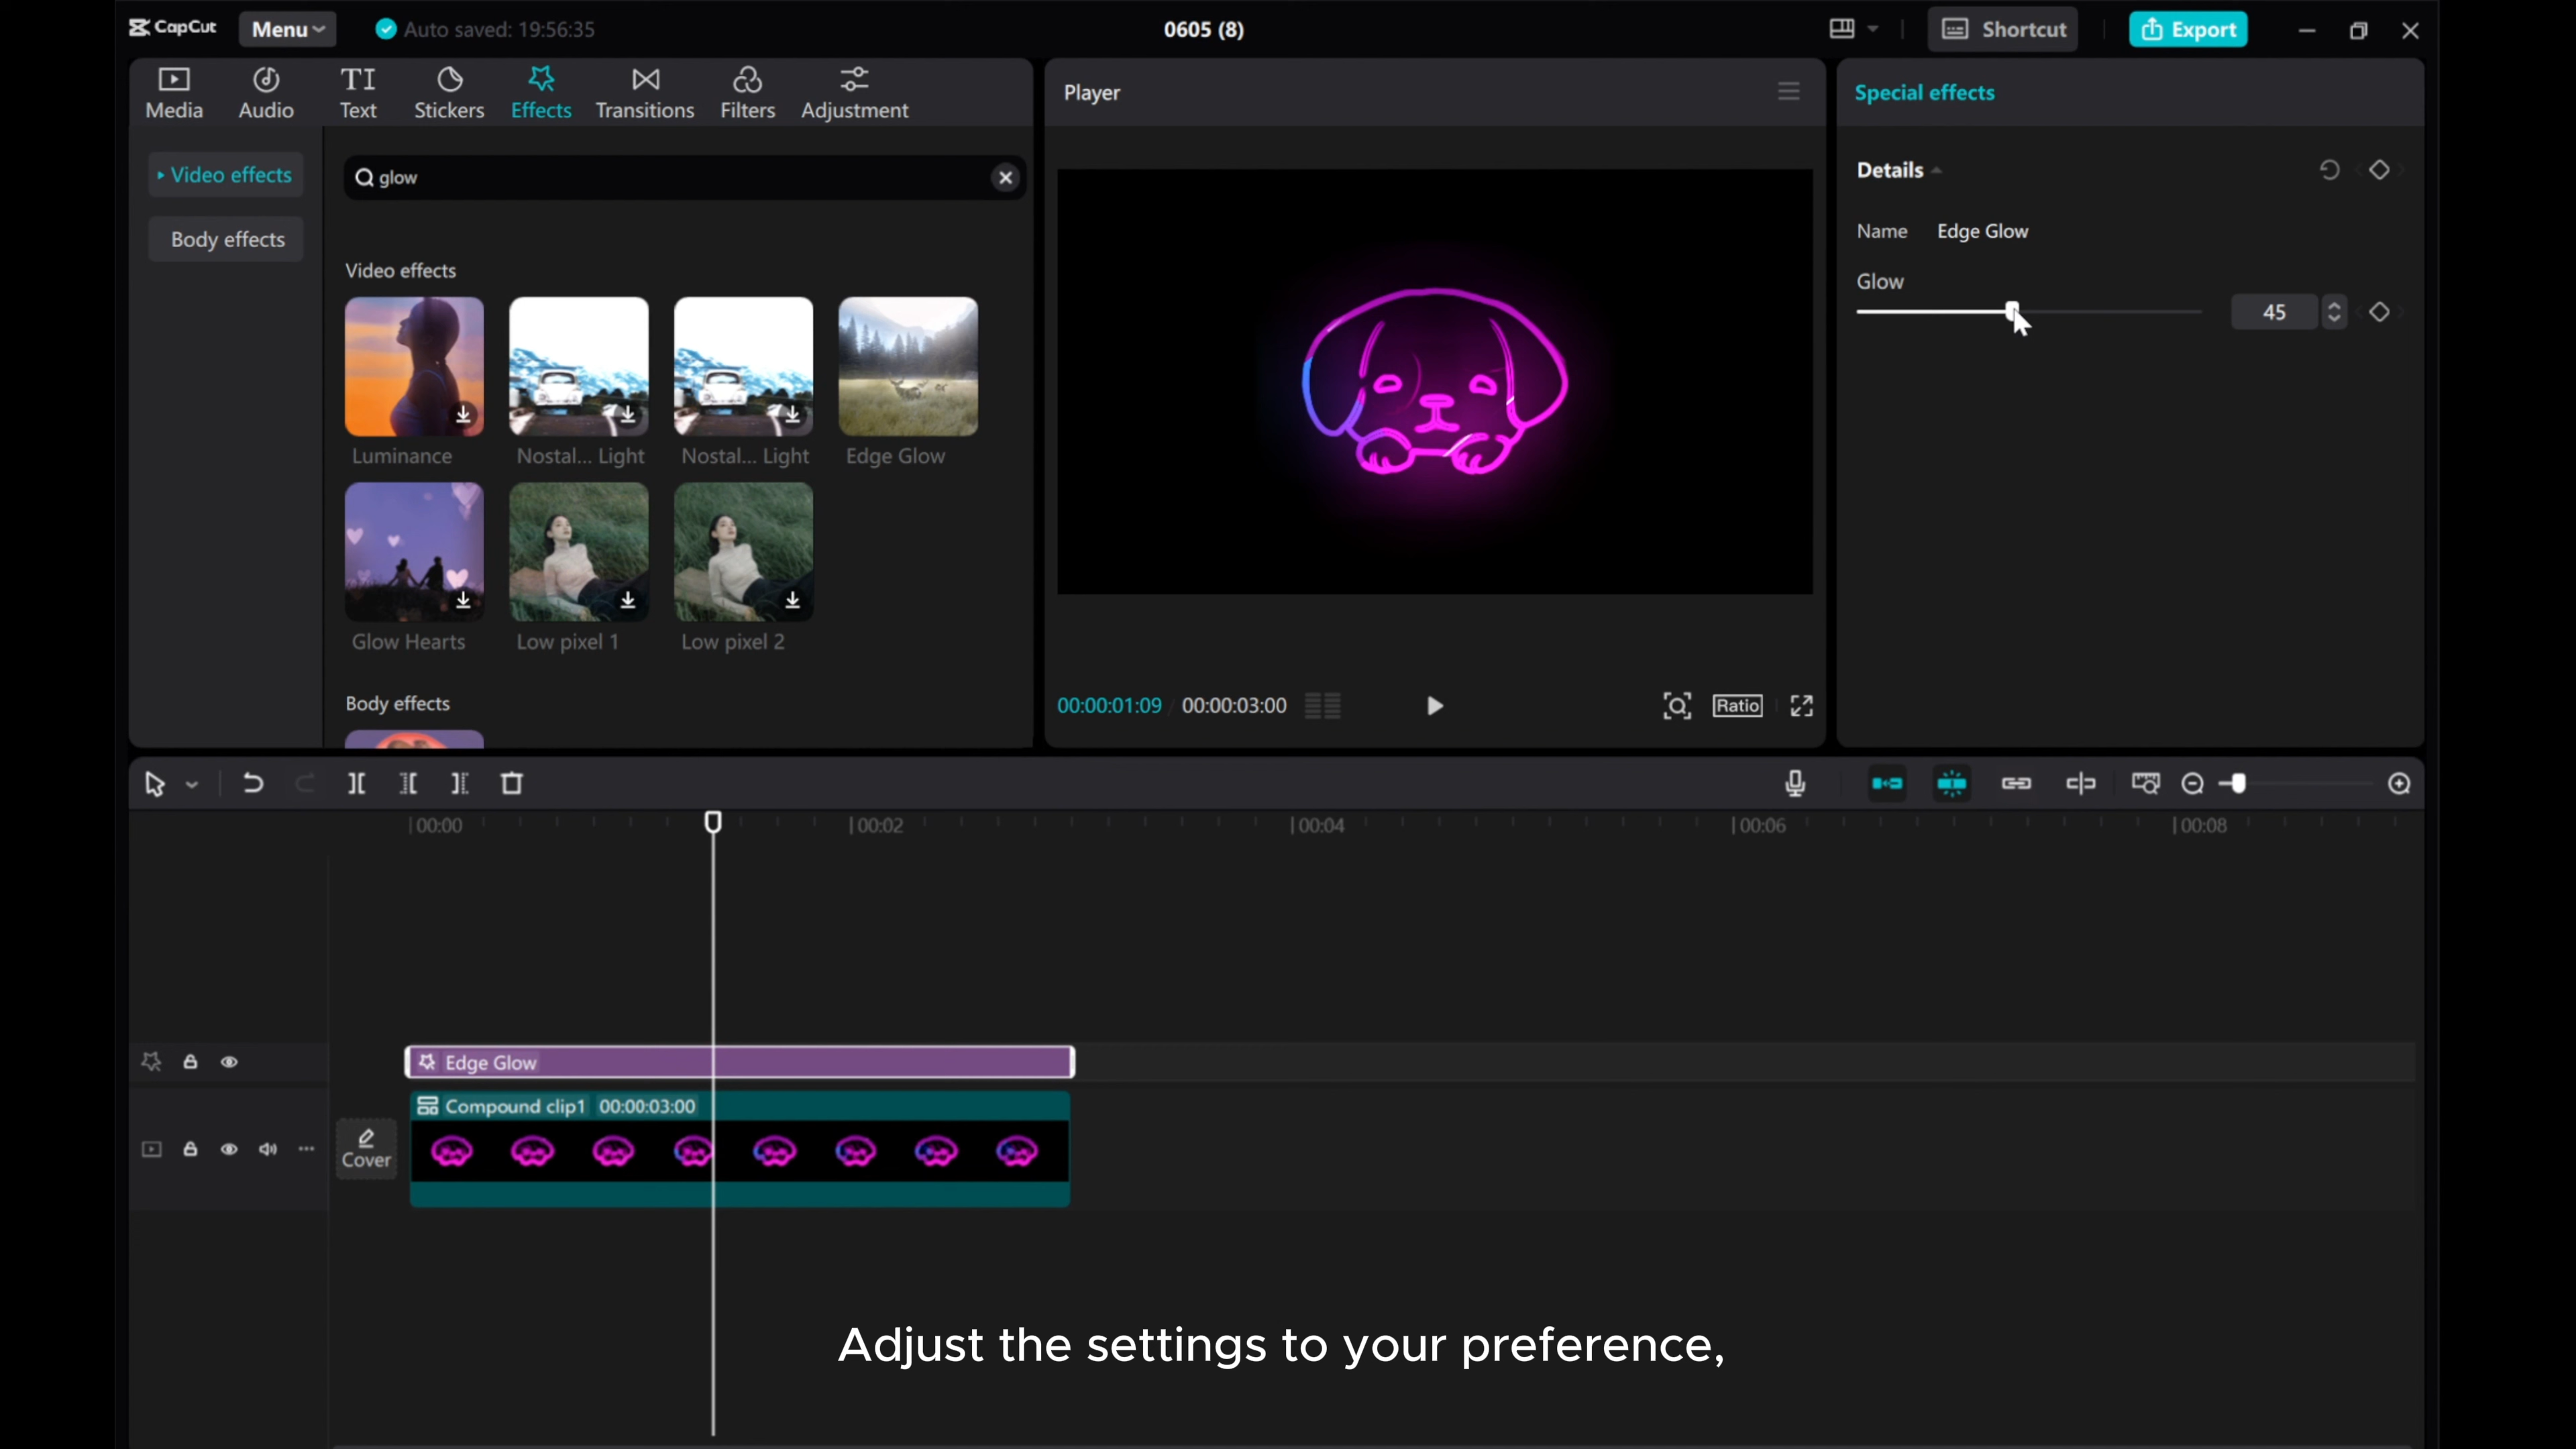 CapCut
Menu
Auto saved: 19:56:35
0605 (8)
Shortcut
Export
Media
Audio
TI
Text
Stickers
Effects
Transitions
Filters
Adjustment
Player
Special effects
Video effects
Body effects
glow
Video effects
Luminance
Nostal... Light
Nostal... Light
Edge Glow
Glow Hearts
Low pixel 1
Low pixel 2
Body effects
00:00:01:09
00:00:03:00
Ratio
Details
Name
Edge Glow
Glow
45
00:00
00:02
00:04
00:06
00:08
Edge Glow
Compound clip1 00:00:03:00
Cover
Adjust the settings to your preference,